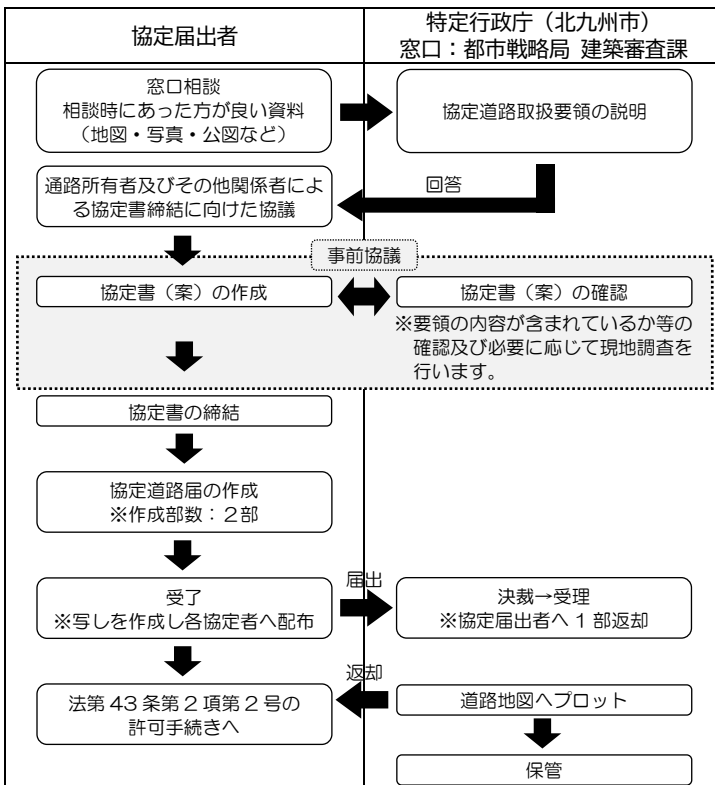 協定届出者
特定行政庁（北九州市）
窓口：都市戦略局 建築審査課
窓口相談
相談時にあった方が良い資料
（地図・写真・公図など）
協定道路取扱要領の説明
回答
通路所有者及びその他関係者によ
る協定書締結に向けた協議
事前協議
協定書（案）の作成
協定書（案）の確認
※要領の内容が含まれているか等の
確認及び必要に応じて現地調査を
行います。
協定書の締結
協定道路届の作成
※作成部数：２部
届出
受了
※写しを作成し各協定者へ配布
決裁→受理
※協定届出者へ１部返却
返却
法第43条第２項第２号の
許可手続きへ
道路地図へプロット
保管